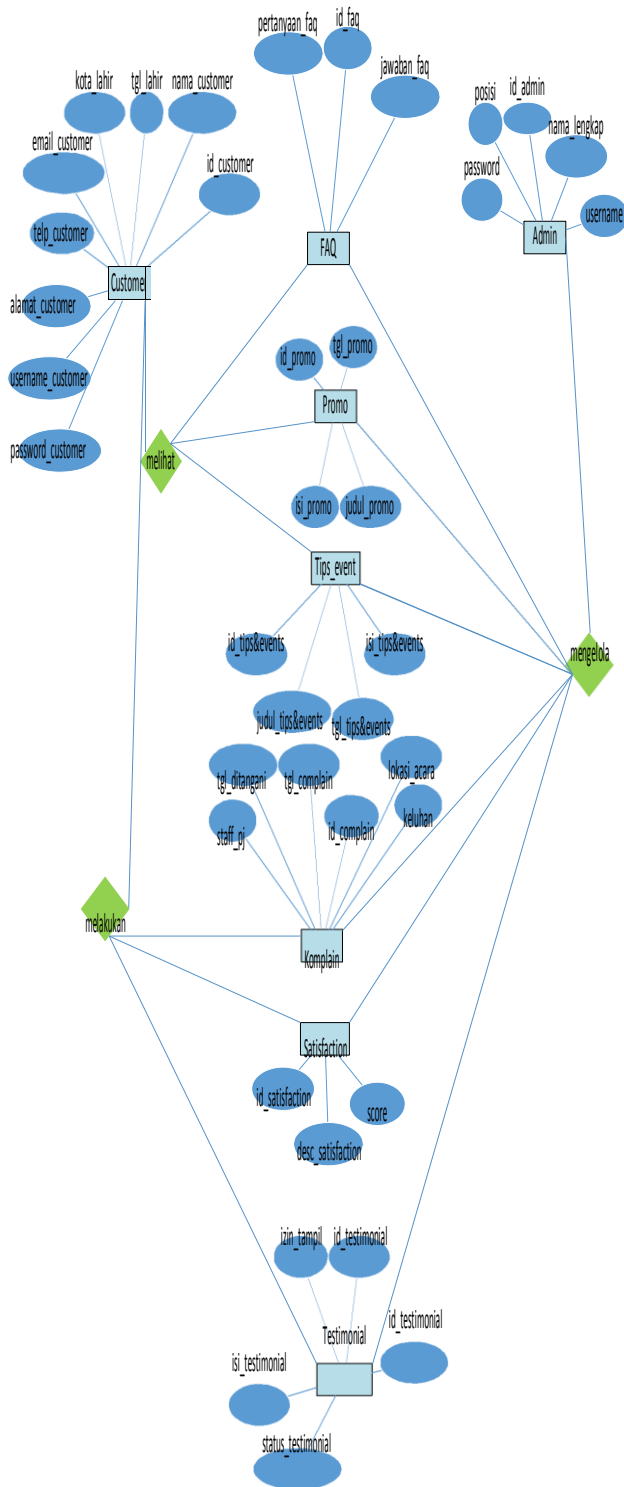 pertanyaan_faq
id_faq
jawaban_faq
kota_lahir
tgl_lahir
nama_customer
email_customer
id_customer
telp_customer
Customer
alamat_customer
username_customer
password_customer
posisi
id_admin
nama_lengkap
password
username
Admin
FAQ
id_promo
tgl_promo
Promo
melihat
isi_promo
judul_promo
Tips_event
id_tips&events
isi_tips&events
mengelola
judul_tips&events
tgl_tips&events
tgl_ditangani
tgl_complain
lokasi_acara
staff_pj
id_complain
keluhan
melakukan
Komplain
Satisfaction
id_satisfaction
score
desc_satisfaction
izin_tampil
id_testimonial
Testimonial
id_testimonial
isi_testimonial
status_testimonial